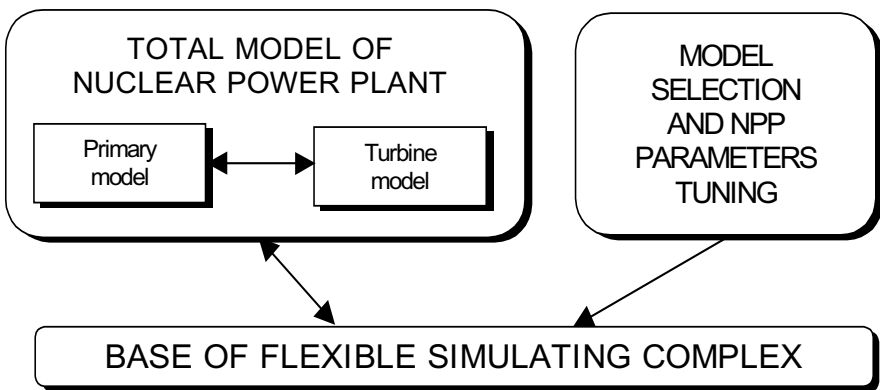 TOTAL MODEL OF
NUCLEAR POWER PLANT
Primary
model
Turbine
model
MODEL
SELECTION
AND NPP
PARAMETERS
TUNING
BASE OF FLEXIBLE SIMULATING COMPLEX